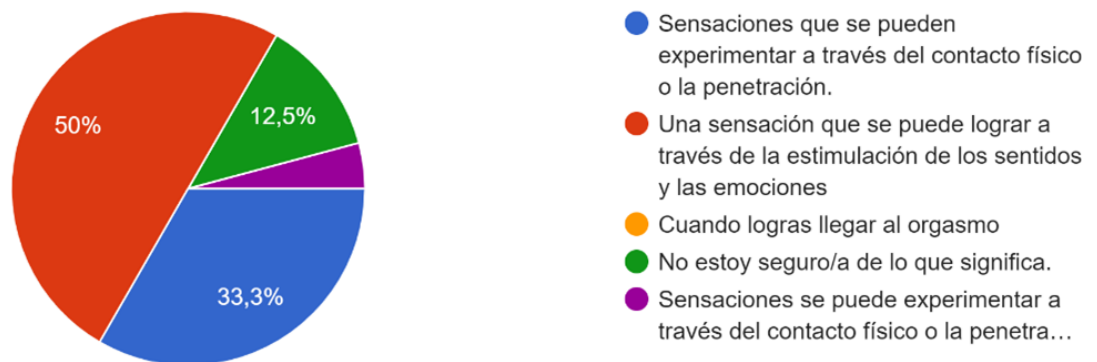 50%
12,5%
33,3%
Sensaciones que se pueden
experimentar a través del contacto físico
o la penetración.
Una sensación que se puede lograr a
través de la estimulación de los sentidos
y las emociones
Cuando logras llegar al orgasmo
No estoy seguro/a de lo que significa.
Sensaciones se puede experimentar a
través del contacto físico o la penetra…